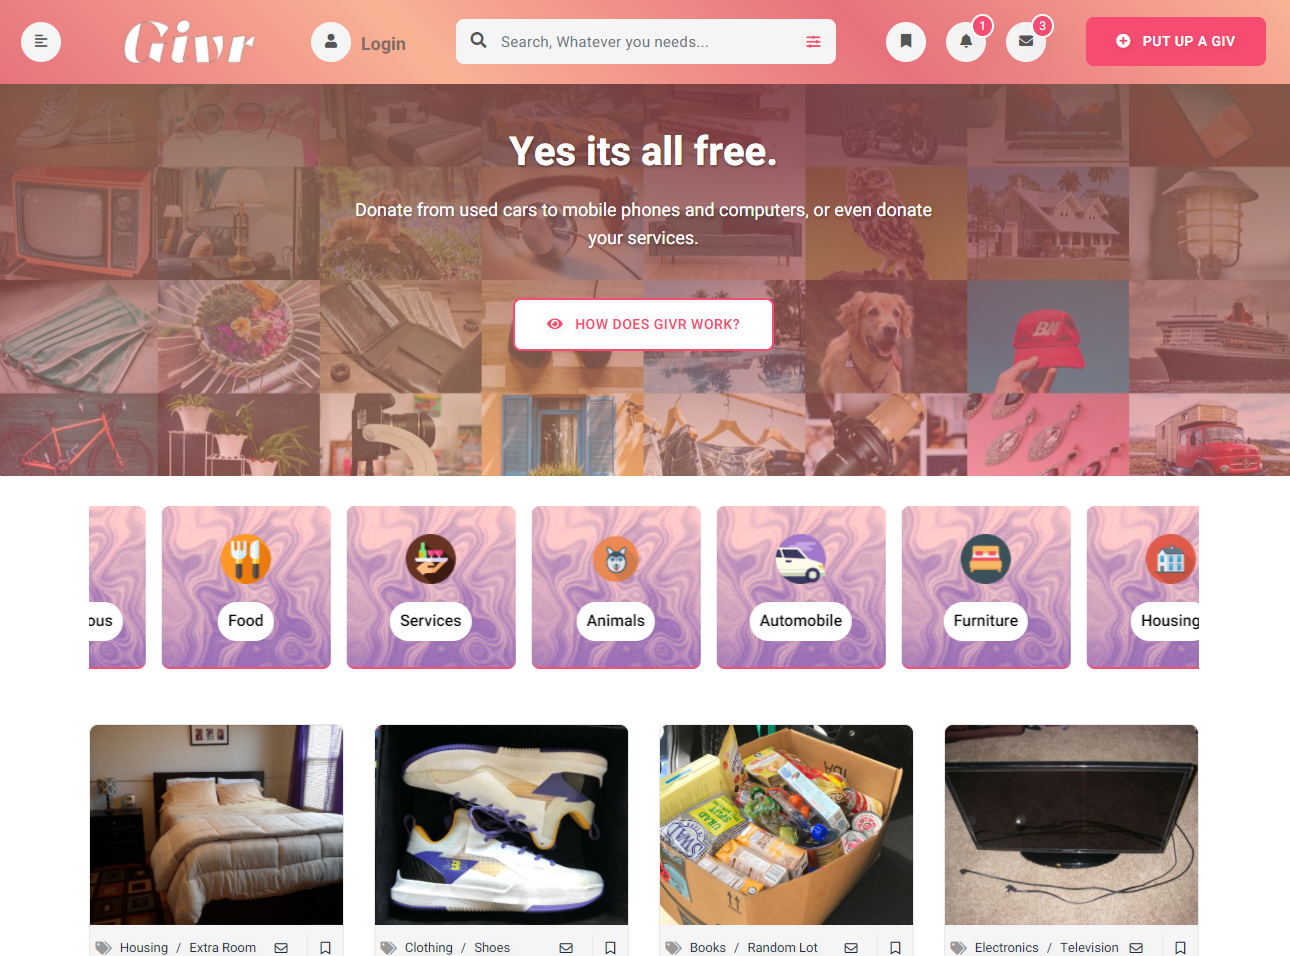 Givr
Login
Search, Whatever you needs...
1
3
PUT UP A GIV
Yes its all free.
Donate from used cars to mobile phones and computers, or even donate
your services.
HOW DOES GIVR WORK?
ous
Food
Services
Animals
Automobile
Furniture
Housing
Housing / Extra Room
Clothing / Shoes
Books / Random Lot
Electronics / Television